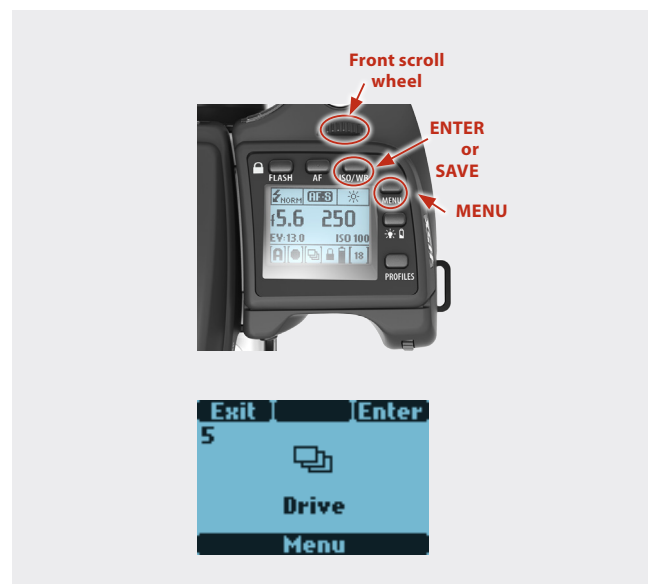 Front scroll
wheel
ENTER
or
SAVE
MENU
FLASH AF ISO/WB
MENU
NORM AF-S
f5.6 250
EV:13.0 ISO 100
A 18
PROFILES
Exit Enter
5
Drive
Menu